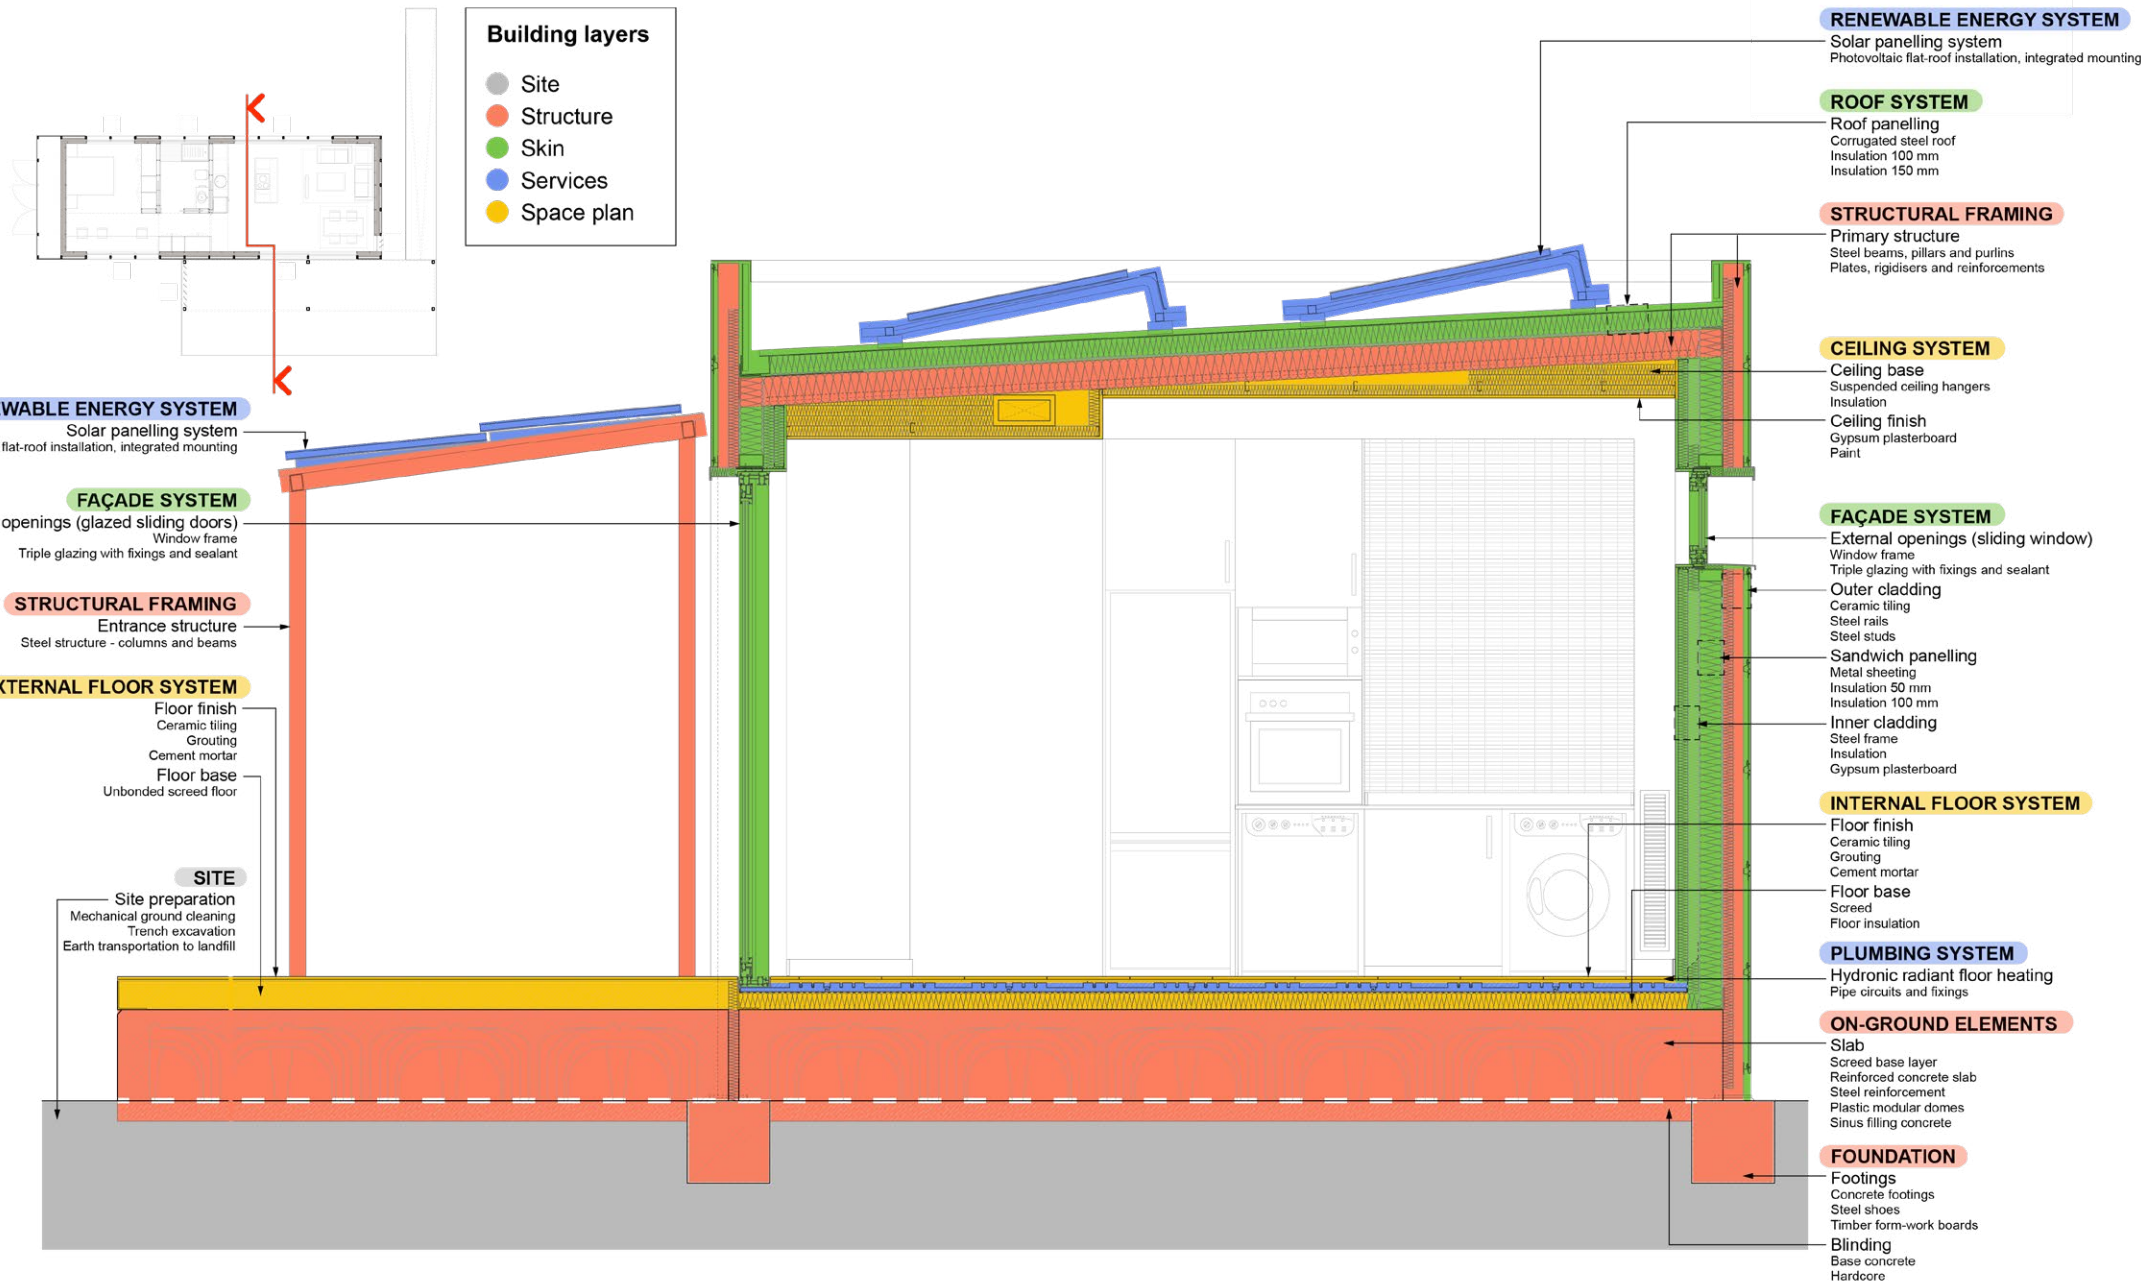 Building layers
Site
Structure
Skin
Services
Space plan
EWABLE ENERGY SYSTEM
Solar panelling system
flat-roof installation, integrated mounting
FAÇADE SYSTEM
openings (glazed sliding doors)
Window frame
Triple glazing with fixings and sealant
STRUCTURAL FRAMING
Entrance structure
Steel structure - columns and beams
XTERNAL FLOOR SYSTEM
Floor finish
Ceramic tiling
Grouting
Cement mortar
Floor base
Unbonded screed floor
SITE
Site preparation
Mechanical ground cleaning
Trench excavation
Earth transportation to landfill
RENEWABLE ENERGY SYSTEM
Solar panelling system
Photovoltaic flat-roof installation, integrated mounting
ROOF SYSTEM
Roof panelling
Corrugated steel roof
Insulation 100 mm
Insulation 150 mm
STRUCTURAL FRAMING
Primary structure
Steel beams, pillars and purlins
Plates, rigidisers and reinforcements
CEILING SYSTEM
Ceiling base
Suspended ceiling hangers
Insulation
Ceiling finish
Gypsum plasterboard
Paint
FAÇADE SYSTEM
External openings (sliding window)
Window frame
Triple glazing with fixings and sealant
Outer cladding
Ceramic tiling
Steel rails
Steel studs
Sandwich panelling
Metal sheeting
Insulation 50 mm
Insulation 100 mm
Inner cladding
Steel frame
Insulation
Gypsum plasterboard
INTERNAL FLOOR SYSTEM
Floor finish
Ceramic tiling
Grouting
Cement mortar
Floor base
Screed
Floor insulation
PLUMBING SYSTEM
Hydronic radiant floor heating
Pipe circuits and fixings
ON-GROUND ELEMENTS
Slab
Screed base layer
Reinforced concrete slab
Steel reinforcement
Plastic modular domes
Sinus filling concrete
FOUNDATION
Footings
Concrete footings
Steel shoes
Timber form-work boards
Blinding
Base concrete
Hardcore